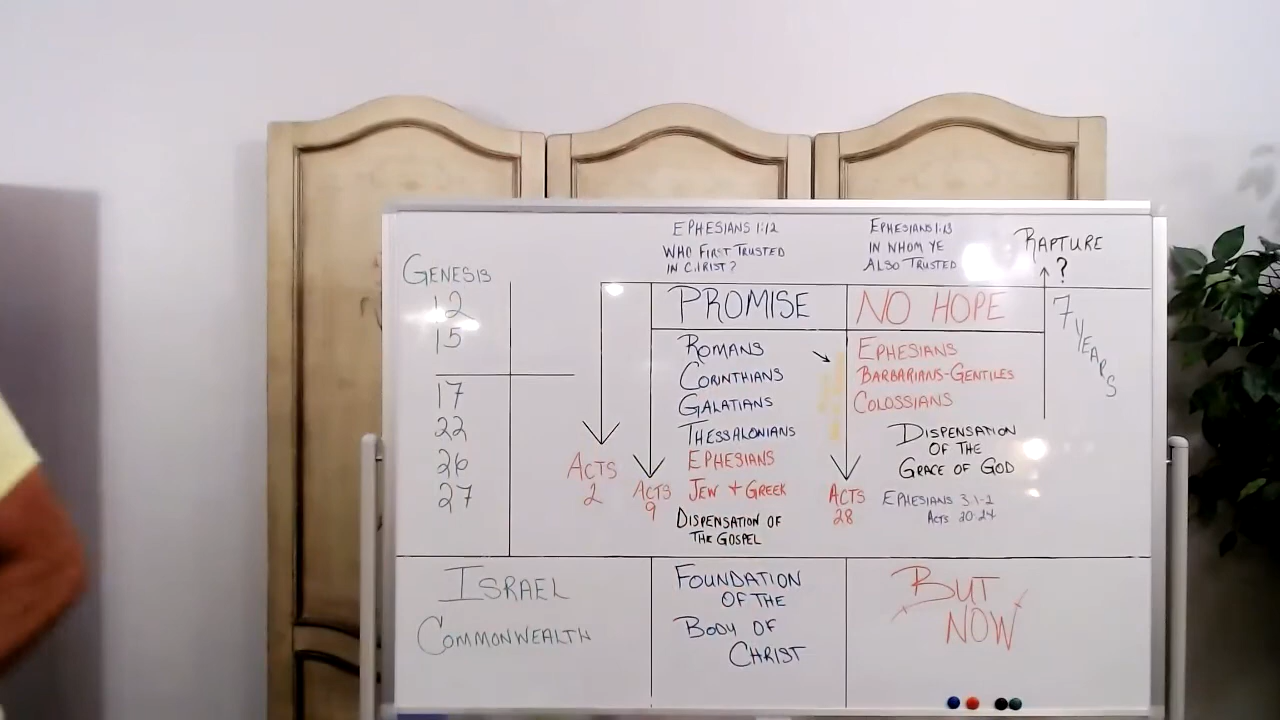 EPHESIANS 1:12
WHO FIRST TRUSTED
IN CHRIST?
EPHESIANS 1:13
IN WHOM YE
ALSO TRUSTED
RAPTURE
?
GENESIS
12
15
17
22
26
27
PROMISE
NO HOPE
7 YEARS
ROMANS
CORINTHIANS
GALATIANS
THESSALONIANS
EPHESIANS
JEW + GREEK
DISPENSATION OF
THE GOSPEL
EPHESIANS
BARBARIANS-GENTILES
COLOSSIANS
DISPENSATION
OF THE
GRACE OF GOD
EPHESIANS 3:1-2
ACTS 20:24
ACTS
2
ACTS
9
ACTS
28
ISRAEL
COMMONWEALTH
FOUNDATION
OF THE
BODY OF
CHRIST
BUT
NOW